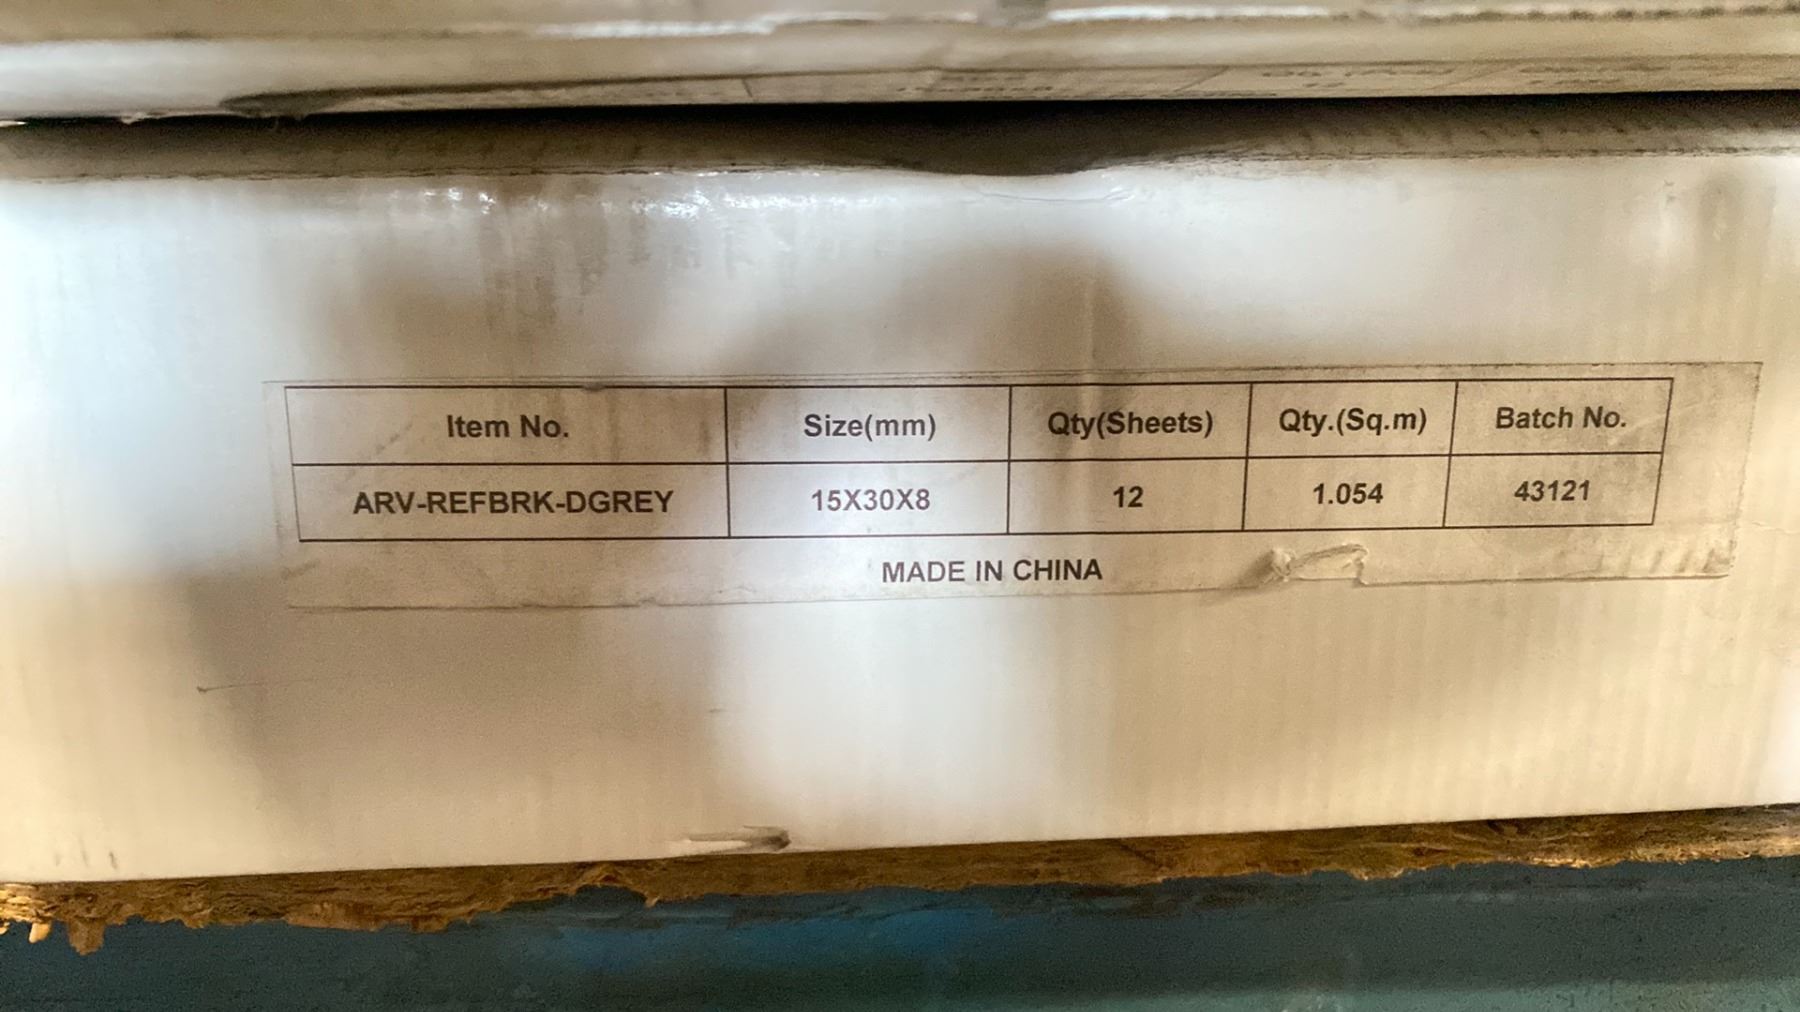 Item No. Size(mm) Qty(Sheets) Qty.(Sq.m) Batch No.
ARV-REFBRK-DGREY 15X30X8 12 1.054 43121
MADE IN CHINA